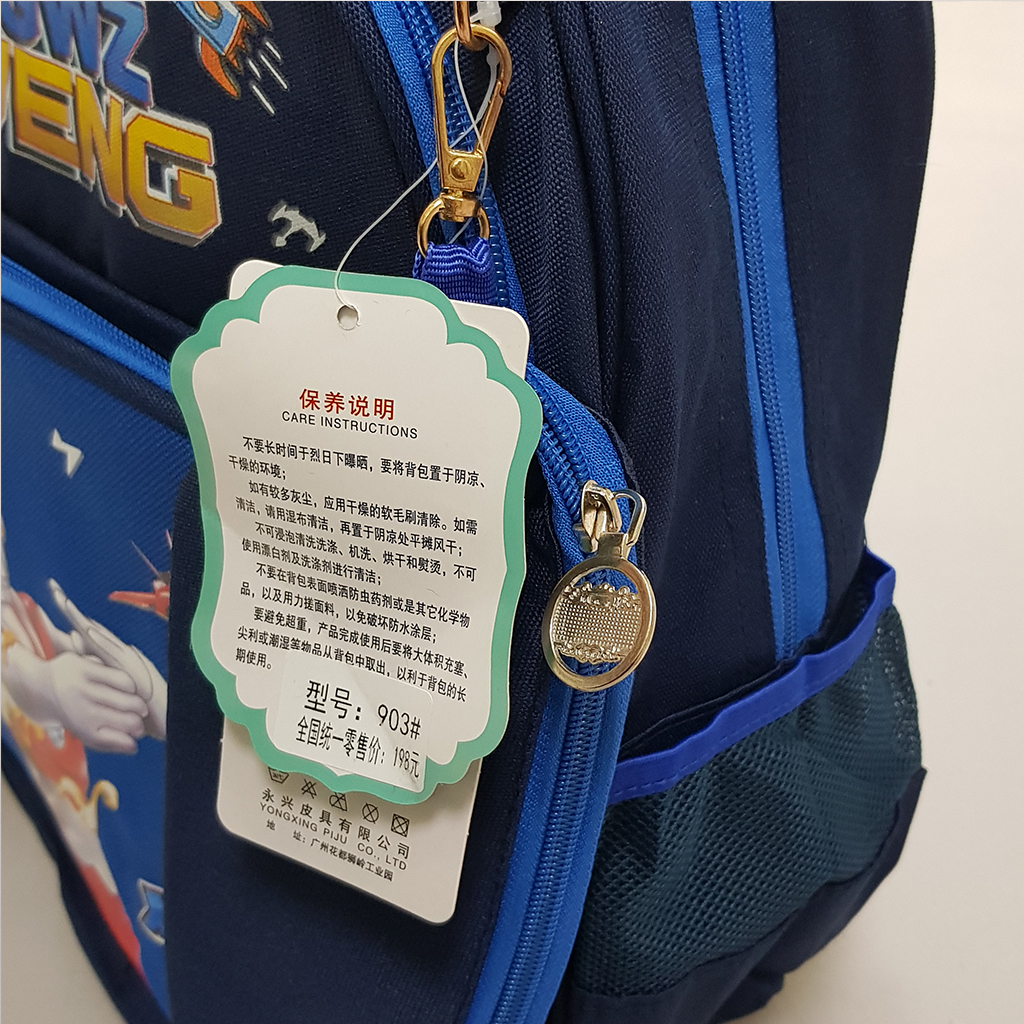 ENG
保养说明
CARE INSTRUCTIONS
不要长时间于烈日下曝晒，要将背包置于阴凉、
干燥的环境；
如有较多灰尘，应用干燥的软毛刷清除。如需
清洁，请用湿布清洁，再置于阴凉处平摊风干；
不可浸泡清洗洗涤、机洗、烘干和熨烫，不可
使用漂白剂及洗涤剂进行清洁；
不要在背包表面喷洒防虫药剂或是其它化学物
品，以及用力搓面料，以免破坏防水涂层；
要避免超重，产品完成使用后要将大体积充塞、
尖利或潮湿等物品从背包中取出，以利于背包的长
期使用。
型号：903#
全国统一零售价：198元
永兴皮具有限公司
YONGXING PIJU CO., LTD
地 址：广州花都狮岭工业园